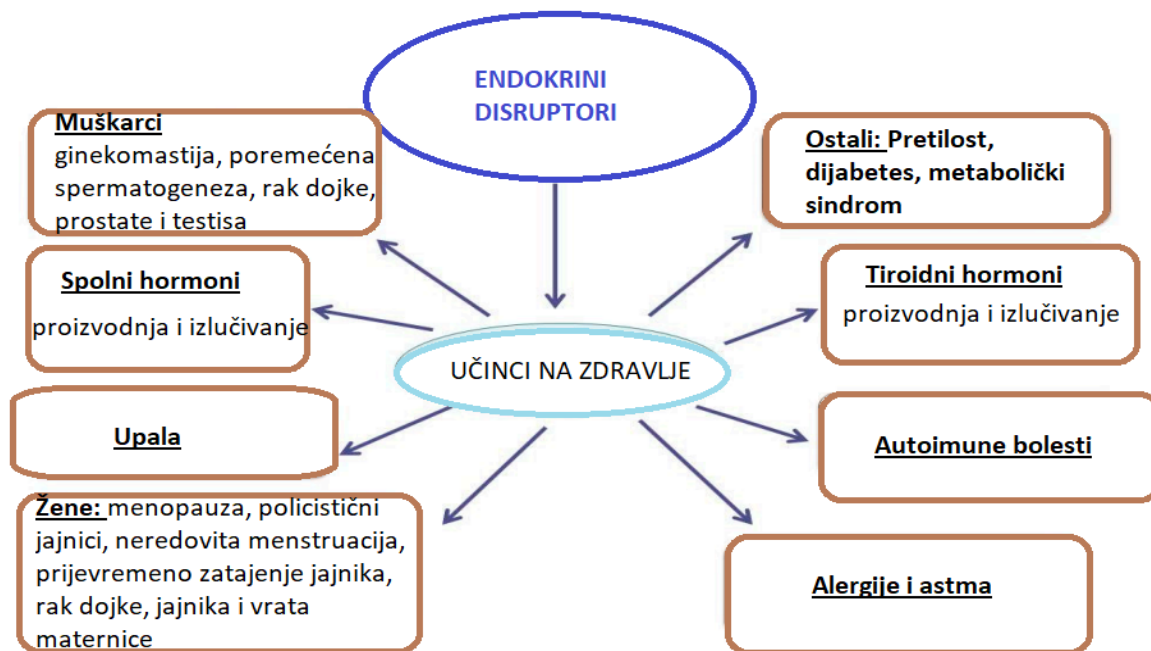 ENDOKRINI
DISRUPTORI
Muškarci
ginekomastija, poremećena
spermatogeneza, rak dojke,
prostate i testisa
Ostali: Pretilost,
dijabetes, metabolički
sindrom
Spolni hormoni
proizvodnja i izlučivanje
Tiroidni hormoni
proizvodnja i izlučivanje
UČINCI NA ZDRAVLJE
Upala
Autoimune bolesti
Žene: menopauza, policistični
jajnici, neredovita menstruacija,
prijevremeno zatajenje jajnika,
rak dojke, jajnika i vrata
maternice
Alergije i astma